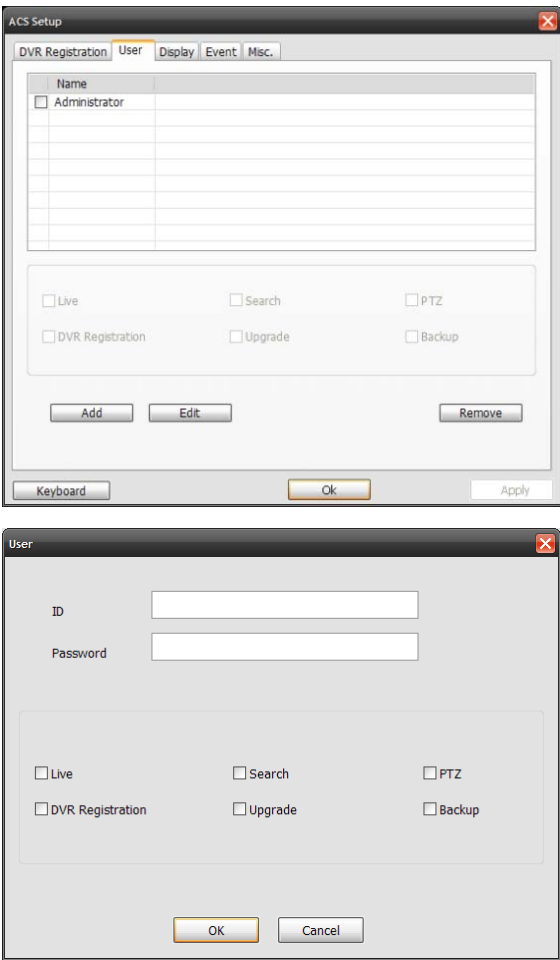 ACS Setup
DVR Registration User Display Event Misc.
Name
Administrator
Live Search PTZ
DVR Registration Upgrade Backup
Add Edit Remove
Keyboard Ok Apply
User
ID
Password
Live Search PTZ
DVR Registration Upgrade Backup
OK Cancel